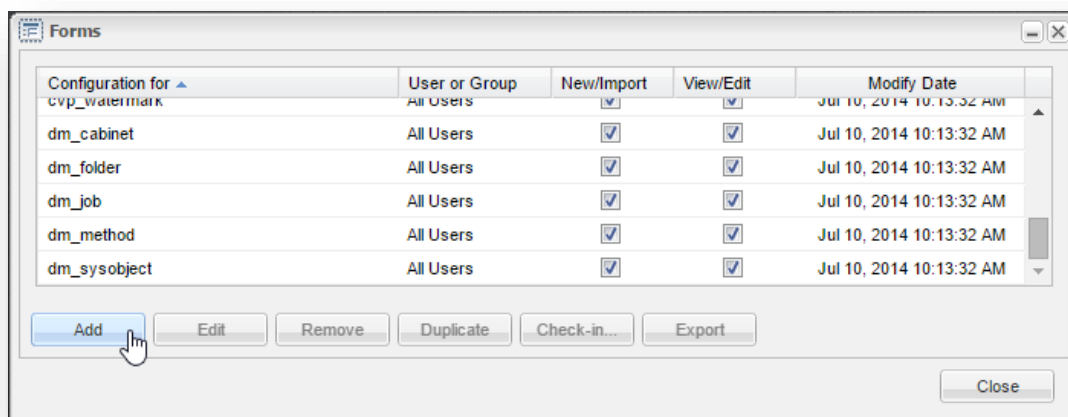 Forms
Configuration for User or Group New/Import View/Edit Modify Date
cvp_watermark All Users Jul 10, 2014 10:13:32 AM
dm_cabinet All Users Jul 10, 2014 10:13:32 AM
dm_folder All Users Jul 10, 2014 10:13:32 AM
dm_job All Users Jul 10, 2014 10:13:32 AM
dm_method All Users Jul 10, 2014 10:13:32 AM
dm_sysobject All Users Jul 10, 2014 10:13:32 AM
Add Edit Remove Duplicate Check-in... Export
Close